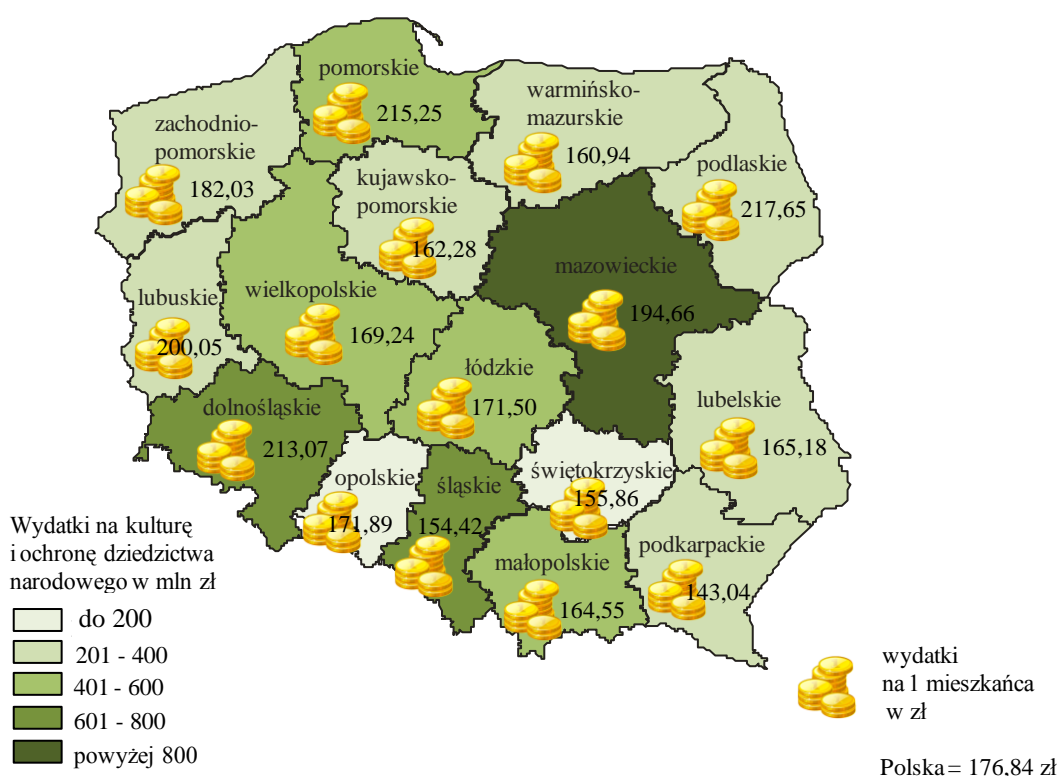 pomorskie
215,25
warmińsko-
mazurskie
160,94
zachodnio-
pomorskie
182,03
kujawsko-
pomorskie
162,28
podlaskie
217,65
mazowieckie
194,66
lubuskie
200,05
wielkopolskie
169,24
łódzkie
171,50
lubelskie
165,18
dolnośląskie
213,07
opolskie
171,89
śląskie
154,42
świętokrzyskie
155,86
małopolskie
164,55
podkarpackie
143,04
Wydatki na kulturę
i ochronę dziedzictwa
narodowego w mln zł
do 200
201 - 400
401 - 600
601 - 800
powyżej 800
wydatki
na 1 mieszkańca
w zł
Polska = 176,84 zł